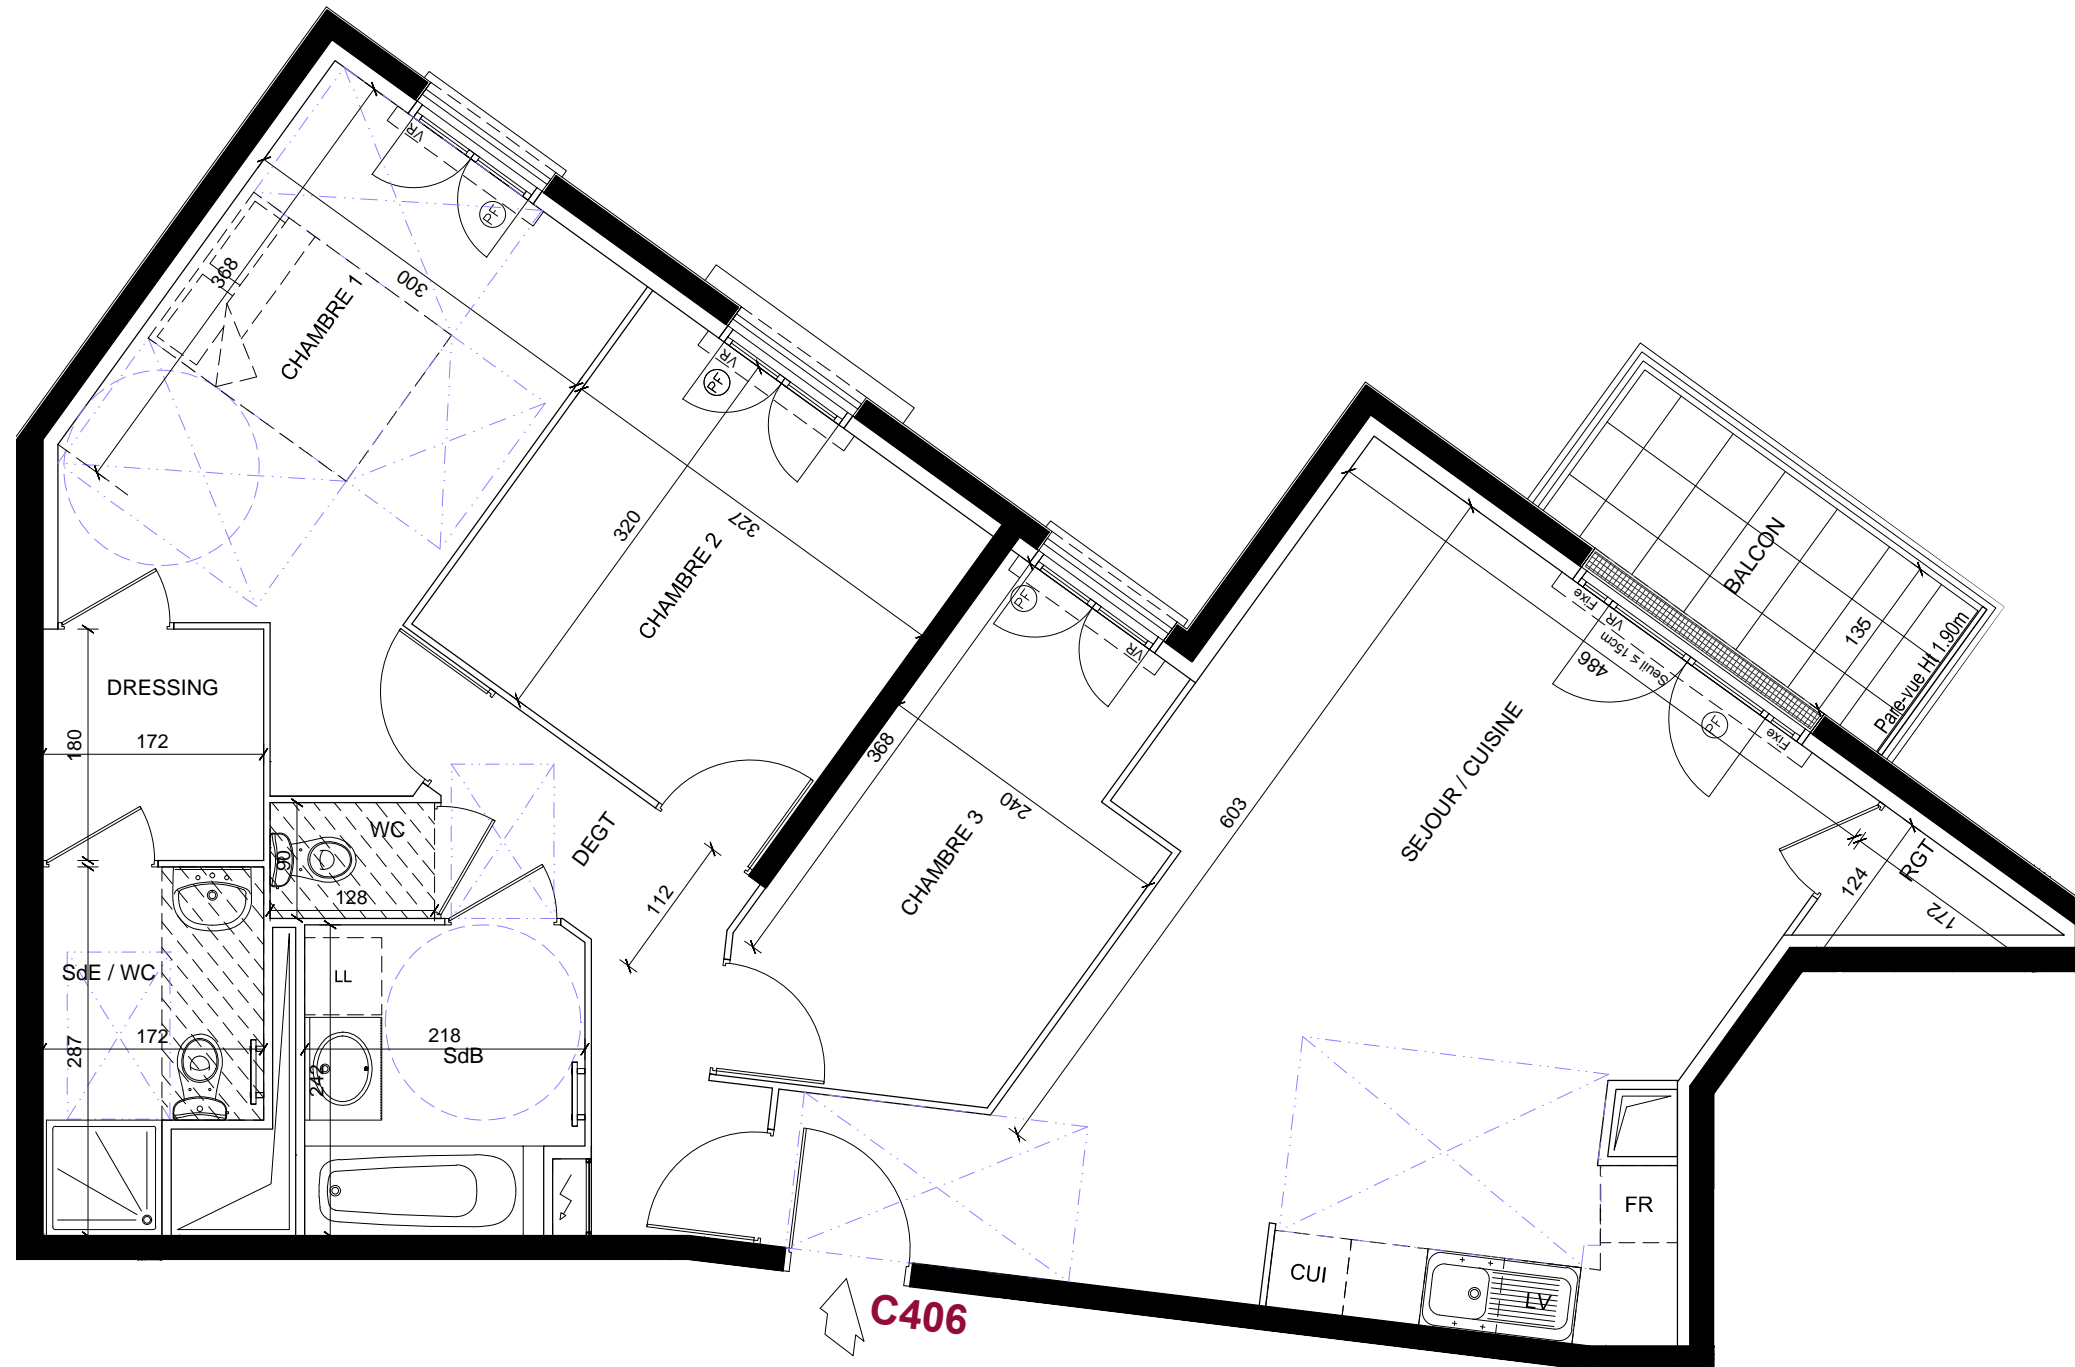 VR
PF
368
300
CHAMBRE 1
VR
PF
320
327
CHAMBRE 2
BALCON
135
Pare-vue Ht 1.90m
Fixe
VR
Seuil ≤ 15cm
486
PF
Fixe
PF
VR
368
240
CHAMBRE 3
603
SEJOUR / CUISINE
RGT
124
172
DRESSING
172
180
WC
90
128
DEGT
112
SdE / WC
172
287
LL
218
SdB
242
FR
CUI
LV
C406